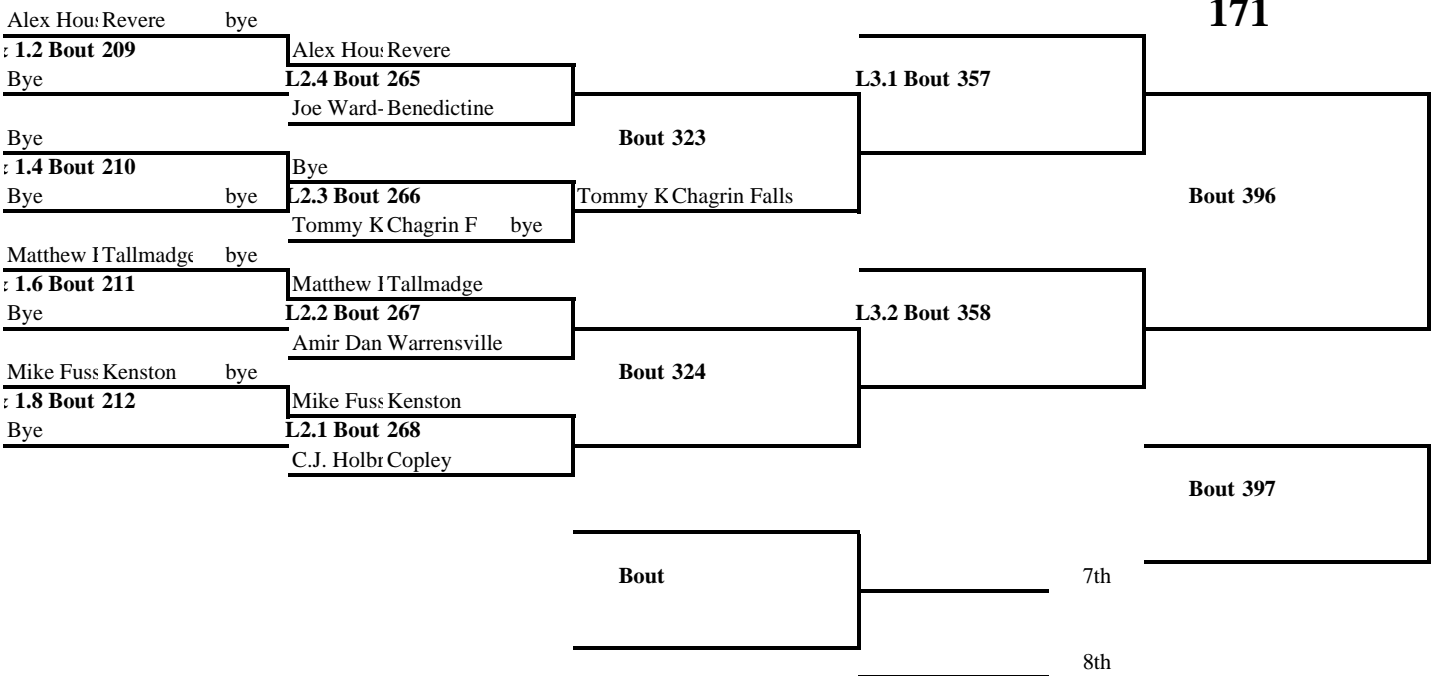 171
Alex Hou Revere bye
1.2 Bout 209 Alex Hou Revere
Bye L2.4 Bout 265 L3.1 Bout 357
Joe Ward- Benedictine
Bye Bout 323
1.4 Bout 210 Bye
Bye bye L2.3 Bout 266 Tommy K Chagrin Falls Bout 396
Tommy K Chagrin F bye
Matthew Tallmadge bye
1.6 Bout 211 Matthew Tallmadge
Bye L2.2 Bout 267 L3.2 Bout 358
Amir Dan Warrensville
Mike Fuss Kenston bye Bout 324
1.8 Bout 212 Mike Fuss Kenston
Bye L2.1 Bout 268
C.J. Holbr Copley
Bout 397
Bout 7th
8th